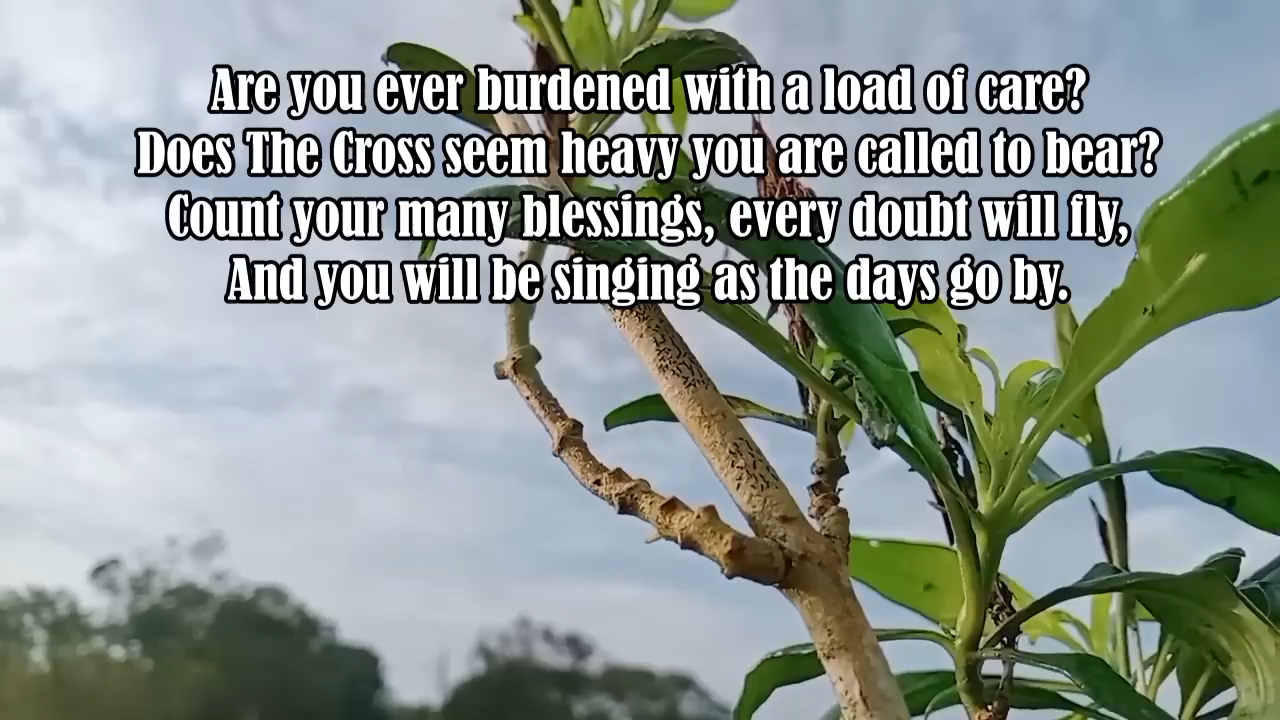 Are you ever burdened with a load of care?
Does The Cross seem heavy you are called to bear?
Count your many blessings, every doubt will fly,
And you will be singing as the days go by.